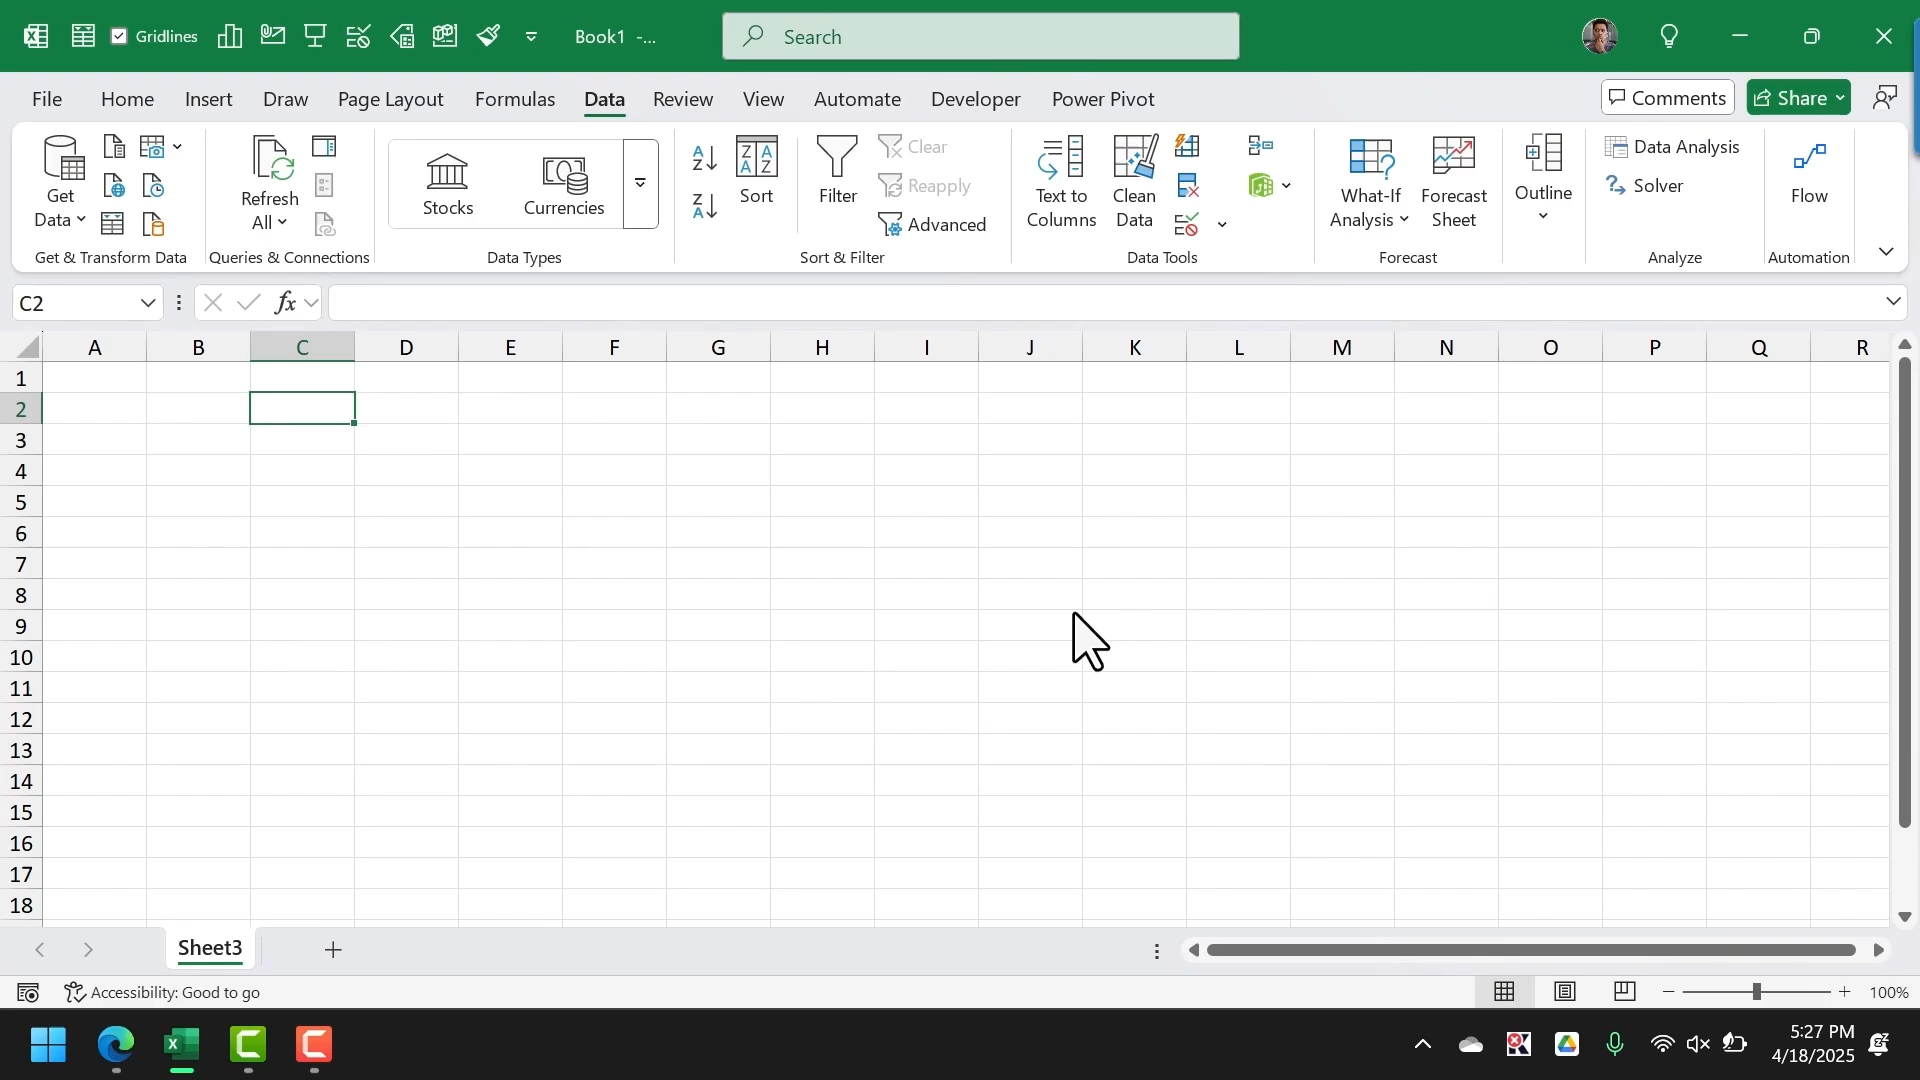 Gridlines Book1 -... Search
File Home Insert Draw Page Layout Formulas Data Review View Automate Developer Power Pivot Comments Share
Get Data
Refresh All
Stocks
Currencies
Sort
Filter
Clear
Reapply
Advanced
Text to Columns
Clean Data
What-If Analysis
Forecast Sheet
Outline
Data Analysis
Solver
Flow
Get & Transform Data Queries & Connections Data Types Sort & Filter Data Tools Forecast Analyze Automation
C2 fx
A B C D E F G H I J K L M N O P Q R
1
2
3
4
5
6
7
8
9
10
11
12
13
14
15
16
17
18
Sheet3
Accessibility: Good to go 100%
5:27 PM
4/18/2025